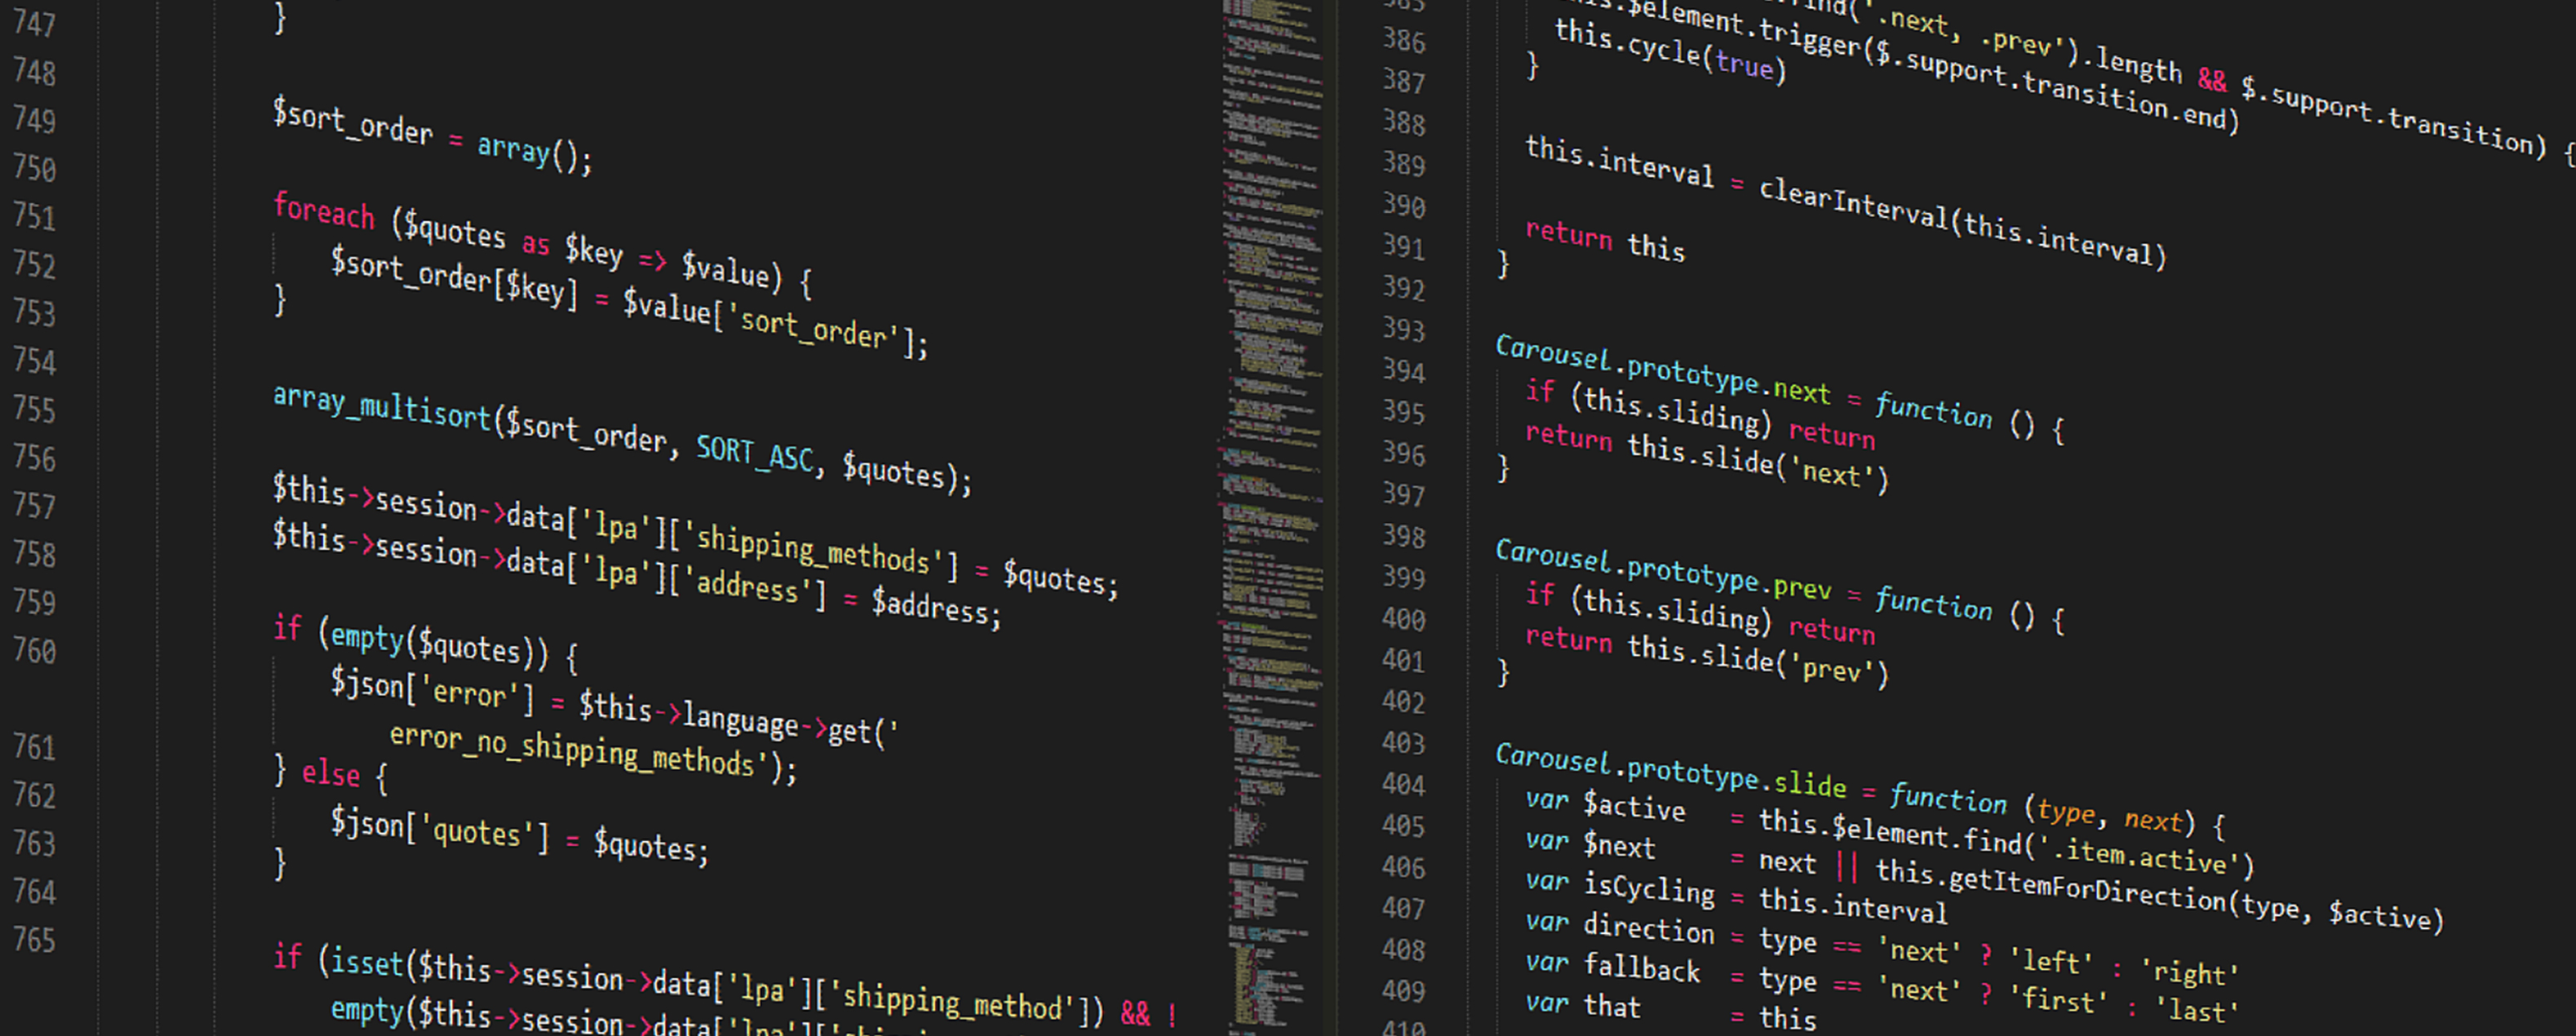 747
}
748
749
$sort_order = array();
750
751
foreach ($quotes as $key => $value) {
752
$sort_order[$key] = $value['sort_order'];
753
}
754
755
array_multisort($sort_order, SORT_ASC, $quotes);
756
757
$this->session->data['lpa']['shipping_methods'] = $quotes;
758
$this->session->data['lpa']['address'] = $address;
759
760
if (empty($quotes)) {
$json['error'] = $this->language->get('
error_no_shipping_methods');
761
} else {
762
$json['quotes'] = $quotes;
763
}
764
765
if (isset($this->session->data['lpa']['shipping_method']) && !
empty($this->session->data['lpa']
385
.next, .prev').length && $.support.transition) {
386
this.$element.trigger($.support.transition.end)
387
this.cycle(true)
388
}
389
390
this.interval = clearInterval(this.interval)
391
392
return this
393
}
394
395
Carousel.prototype.next = function () {
396
if (this.sliding) return
397
return this.slide('next')
398
}
399
400
Carousel.prototype.prev = function () {
401
if (this.sliding) return
402
return this.slide('prev')
403
}
404
405
Carousel.prototype.slide = function (type, next) {
406
var $active = this.$element.find('.item.active')
407
var $next = next || this.getItemForDirection(type, $active)
408
var isCycling = this.interval
409
var direction = type == 'next' ? 'left' : 'right'
410
var fallback = type == 'next' ? 'first' : 'last'
var that = this